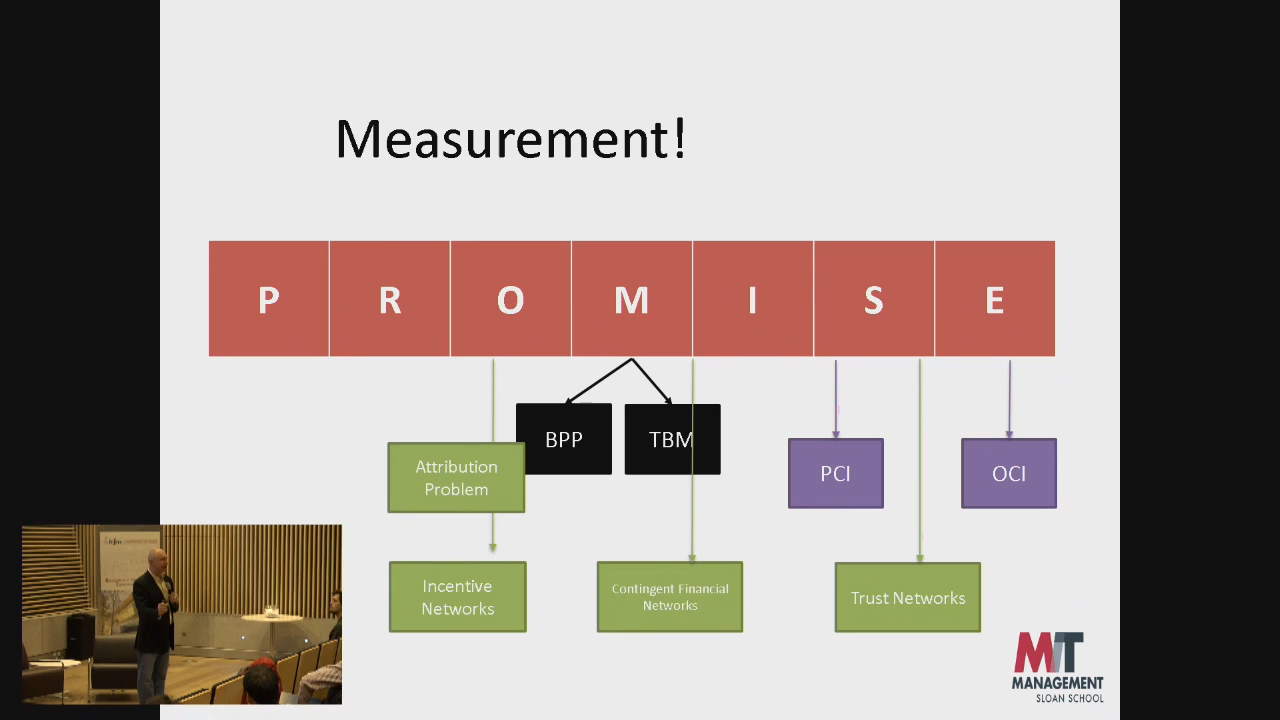 Measurement!
P R O M I S E
BPP
TBM
Attribution
Problem
PCI
OCI
Incentive
Networks
Contingent Financial
Networks
Trust Networks
MIT
MANAGEMENT
SLOAN SCHOOL